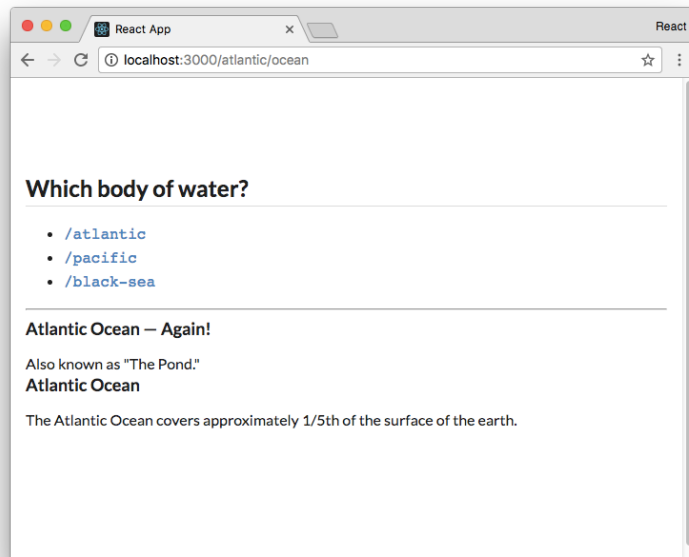 React App
React
localhost:3000/atlantic/ocean
Which body of water?
/atlantic
/pacific
/black-sea
Atlantic Ocean — Again!
Also known as "The Pond."
Atlantic Ocean
The Atlantic Ocean covers approximately 1/5th of the surface of the earth.